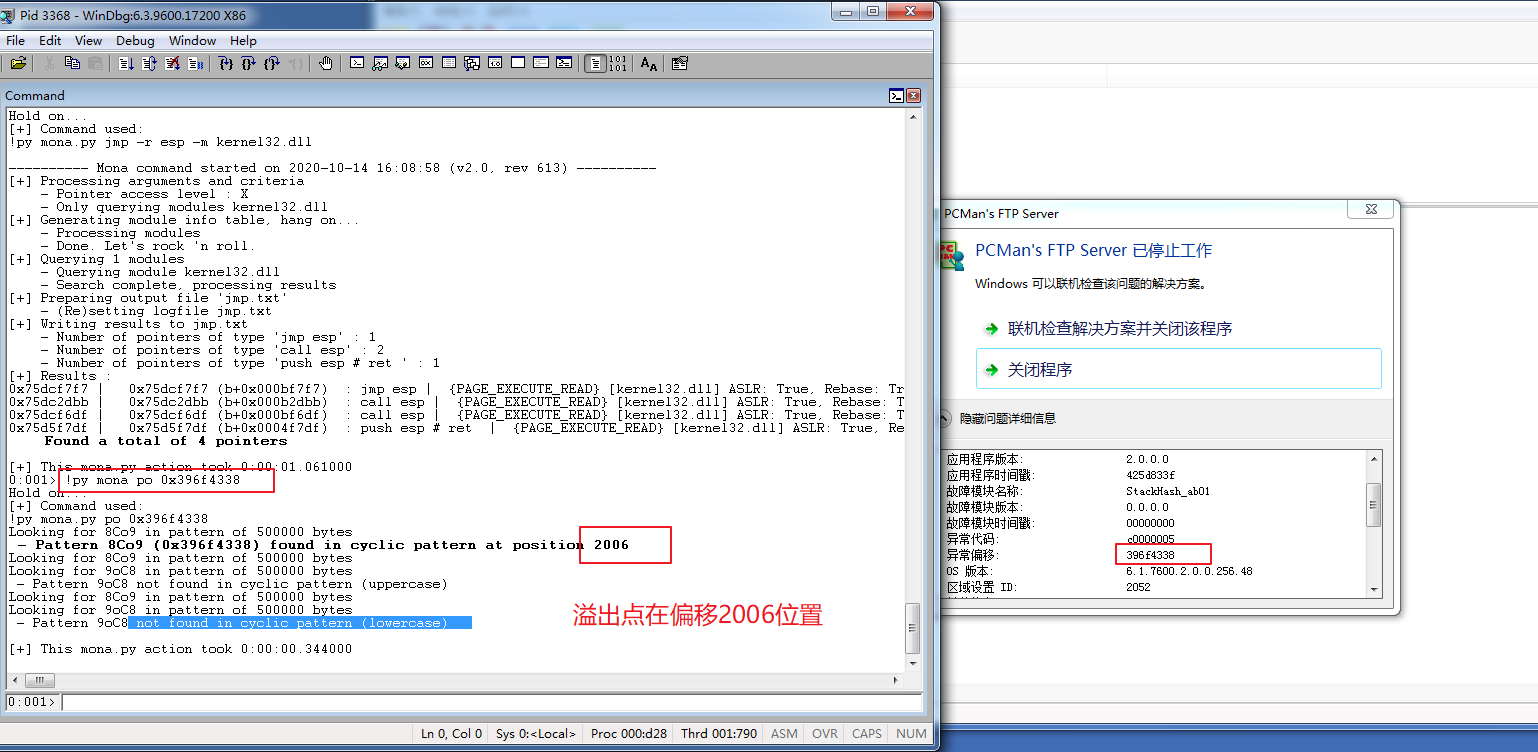 Pid 3368 - WinDbg:6.3.9600.17200 X86
File Edit View Debug Window Help
Command
Hold on...
[+] Command used:
!py mona.py jmp -r esp -m kernel32.dll
---------- Mona command started on 2020-10-14 16:08:58 (v2.0, rev 613) ----------
[+] Processing arguments and criteria
- Pointer access level : X
- Only querying modules kernel32.dll
[+] Generating module info table, hang on...
- Processing modules
- Done. Let's rock 'n roll.
[+] Querying 1 modules
- Querying module kernel32.dll
- Search complete, processing results
[+] Preparing output file 'jmp.txt'
- (Re)setting logfile jmp.txt
[+] Writing results to jmp.txt
- Number of pointers of type 'jmp esp' : 1
- Number of pointers of type 'call esp' : 2
- Number of pointers of type 'push esp # ret ' : 1
[+] Results :
0x75dcf7f7 | 0x75dcf7f7 (b+0x000bf7f7) : jmp esp | {PAGE_EXECUTE_READ} [kernel32.dll] ASLR: True, Rebase: Tr
0x75dc2dbb | 0x75dc2dbb (b+0x000b2dbb) : call esp | {PAGE_EXECUTE_READ} [kernel32.dll] ASLR: True, Rebase: T
0x75dcf6df | 0x75dcf6df (b+0x000bf6df) : call esp | {PAGE_EXECUTE_READ} [kernel32.dll] ASLR: True, Rebase: T
0x75d5f7df | 0x75d5f7df (b+0x0004f7df) : push esp # ret | {PAGE_EXECUTE_READ} [kernel32.dll] ASLR: True, Re
Found a total of 4 pointers
[+] This mona.py action took 0:00:01.061000
0:001> !py mona po 0x396f4338
Hold on...
[+] Command used:
!py mona.py po 0x396f4338
Looking for 8Co9 in pattern of 500000 bytes
- Pattern 8Co9 (0x396f4338) found in cyclic pattern at position 2006
Looking for 8Co9 in pattern of 500000 bytes
Looking for 9oC8 in pattern of 500000 bytes
- Pattern 9oC8 not found in cyclic pattern (uppercase)
Looking for 8Co9 in pattern of 500000 bytes
Looking for 9oC8 in pattern of 500000 bytes
- Pattern 9oC8 not found in cyclic pattern (lowercase)
溢出点在偏移2006位置
[+] This mona.py action took 0:00:00.344000
0:001>
Ln 0, Col 0 Sys 0:<Local> Proc 000:d28 Thrd 001:790 ASM OVR CAPS NUM
PCMan's FTP Server
PCMan's FTP Server 已停止工作
Windows 可以联机检查该问题的解决方案。
联机检查解决方案并关闭该程序
关闭程序
隐藏问题详细信息
应用程序版本: 2.0.0.0
应用程序时间戳: 425d833f
故障模块名称: StackHash_ab01
故障模块版本: 0.0.0.0
故障模块时间戳: 00000000
异常代码: c0000005
异常偏移: 396f4338
OS 版本: 6.1.7600.2.0.0.256.48
区域设置 ID: 2052